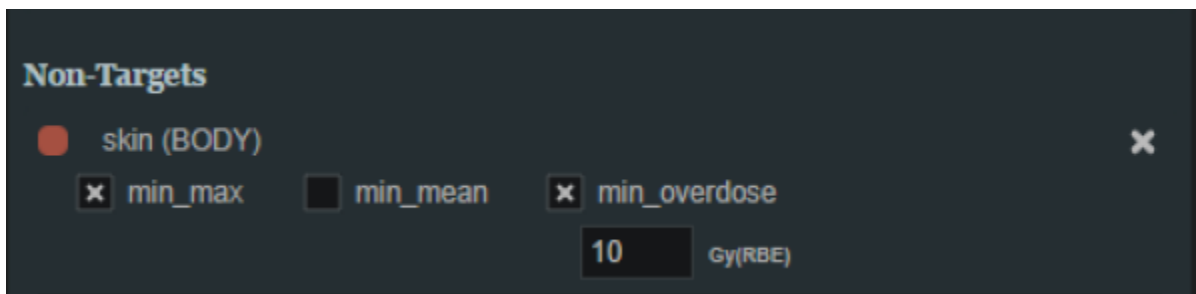 Non-Targets
skin (BODY)
min_max min_mean min_overdose
10 Gy(RBE)